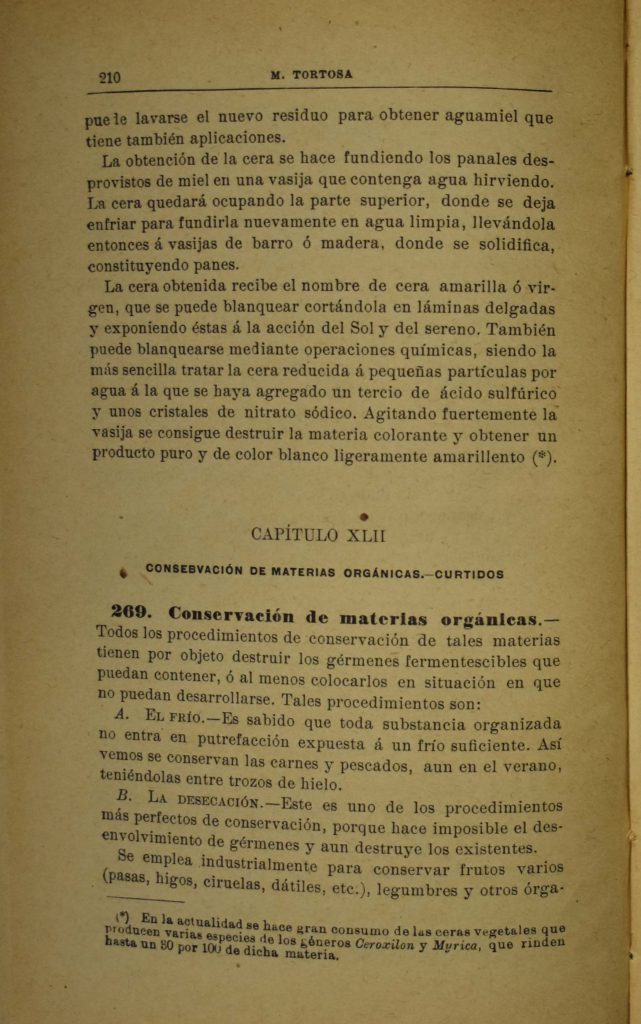 210
M. TORTOSA
puele lavarse el nuevo residuo para obtener aguamiel que
tiene también aplicaciones.
La obtención de la cera se hace fundiendo los panales des-
provistos de miel en una vasija que contenga agua hirviendo.
La cera quedará ocupando la parte superior, donde se deja
enfriar para fundirla nuevamente en agua limpia, llevándola
entonces á vasijas de barro ó madera, donde se solidifica,
constituyendo panes.
La cera obtenida recibe el nombre de cera amarilla ó vir-
gen, que se puede blanquear cortándola en láminas delgadas
y exponiendo éstas á la acción del Sol y del sereno. También
puede blanquearse mediante operaciones químicas, siendo la
más sencilla tratar la cera reducida á pequeñas partículas por
agua á la que se haya agregado un tercio de ácido sulfúrico
y unos cristales de nitrato sódico. Agitando fuertemente la
vasija se consigue destruir la materia colorante y obtener un
producto puro y de color blanco ligeramente amarillento (*).
CAPÍTULO XLII
CONSEBVACIÓN DE MATERIAS ORGÁNICAS.—CURTIDOS
269. Conservación de materias orgánicas.—
Todos los procedimientos de conservación de tales materias
tienen por objeto destruir los gérmenes fermentescibles que
puedan contener, ó al menos colocarlos en situación en que
no puedan desarrollarse. Tales procedimientos son:
A. EL FRÍO.—Es sabido que toda substancia organizada
no entra en putrefacción expuesta á un frío suficiente. Así
vemos se conservan las carnes y pescados, aun en el verano,
teniéndolas entre trozos de hielo.
B. LA DESECACIÓN.—Este es uno de los procedimientos
más perfectos de conservación, porque hace imposible el des-
envolvimiento de gérmenes y aun destruye los existentes.
Se emplea industrialmente para conservar frutos varios
(pasas, higos, ciruelas, dátiles, etc.), legumbres y otros órga-
(*) En la actualidad se hace gran consumo de las ceras vegetales que
producen varias especies de los géneros Ceroxilon y Myrica, que rinden
hasta un 30 por 100 de dicha materia.